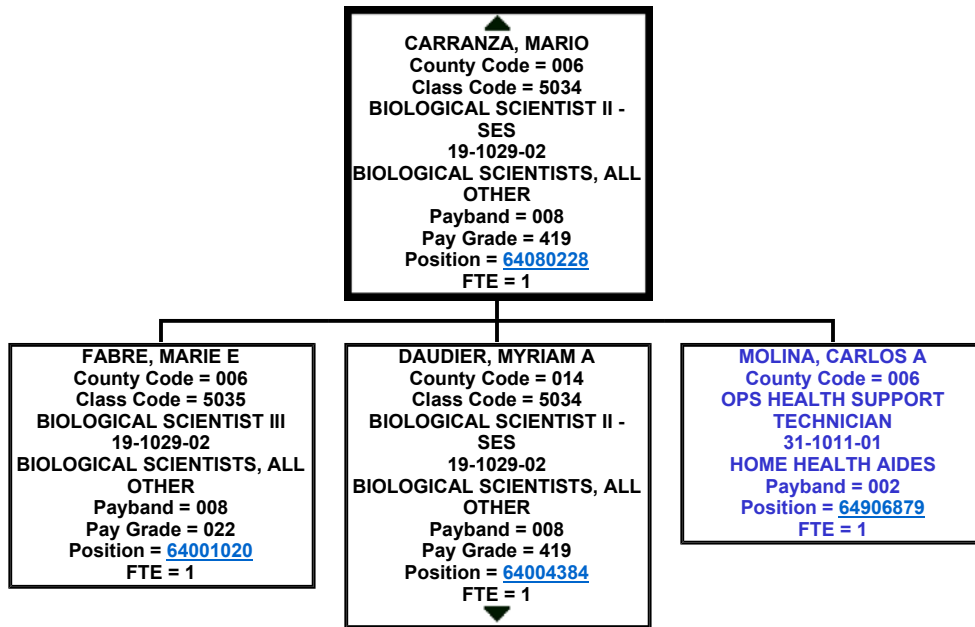 CARRANZA, MARIO
County Code = 006
Class Code = 5034
BIOLOGICAL SCIENTIST II -
SES
19-1029-02
BIOLOGICAL SCIENTISTS, ALL
OTHER
Payband = 008
Pay Grade = 419
Position = 64080228
FTE = 1
FABRE, MARIE E
County Code = 006
Class Code = 5035
BIOLOGICAL SCIENTIST III
19-1029-02
BIOLOGICAL SCIENTISTS, ALL
OTHER
Payband = 008
Pay Grade = 022
Position = 64001020
FTE = 1
DAUDIER, MYRIAM A
County Code = 014
Class Code = 5034
BIOLOGICAL SCIENTIST II -
SES
19-1029-02
BIOLOGICAL SCIENTISTS, ALL
OTHER
Payband = 008
Pay Grade = 419
Position = 64004384
FTE = 1
MOLINA, CARLOS A
County Code = 006
OPS HEALTH SUPPORT
TECHNICIAN
31-1011-01
HOME HEALTH AIDES
Payband = 002
Position = 64906879
FTE = 1